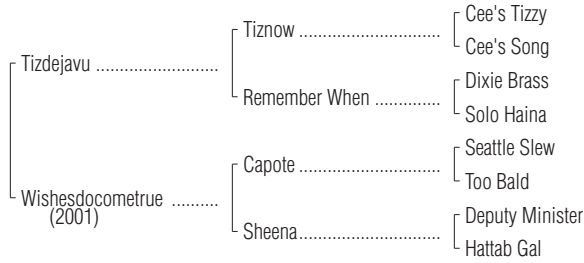 Cee's Tizzy
Tiznow
Cee's Song
Tizdejavu
Dixie Brass
Remember When
Solo Haina
Seattle Slew
Capote
Too Bald
Wishesdocometrue
(2001)
Deputy Minister
Sheena
Hattab Gal